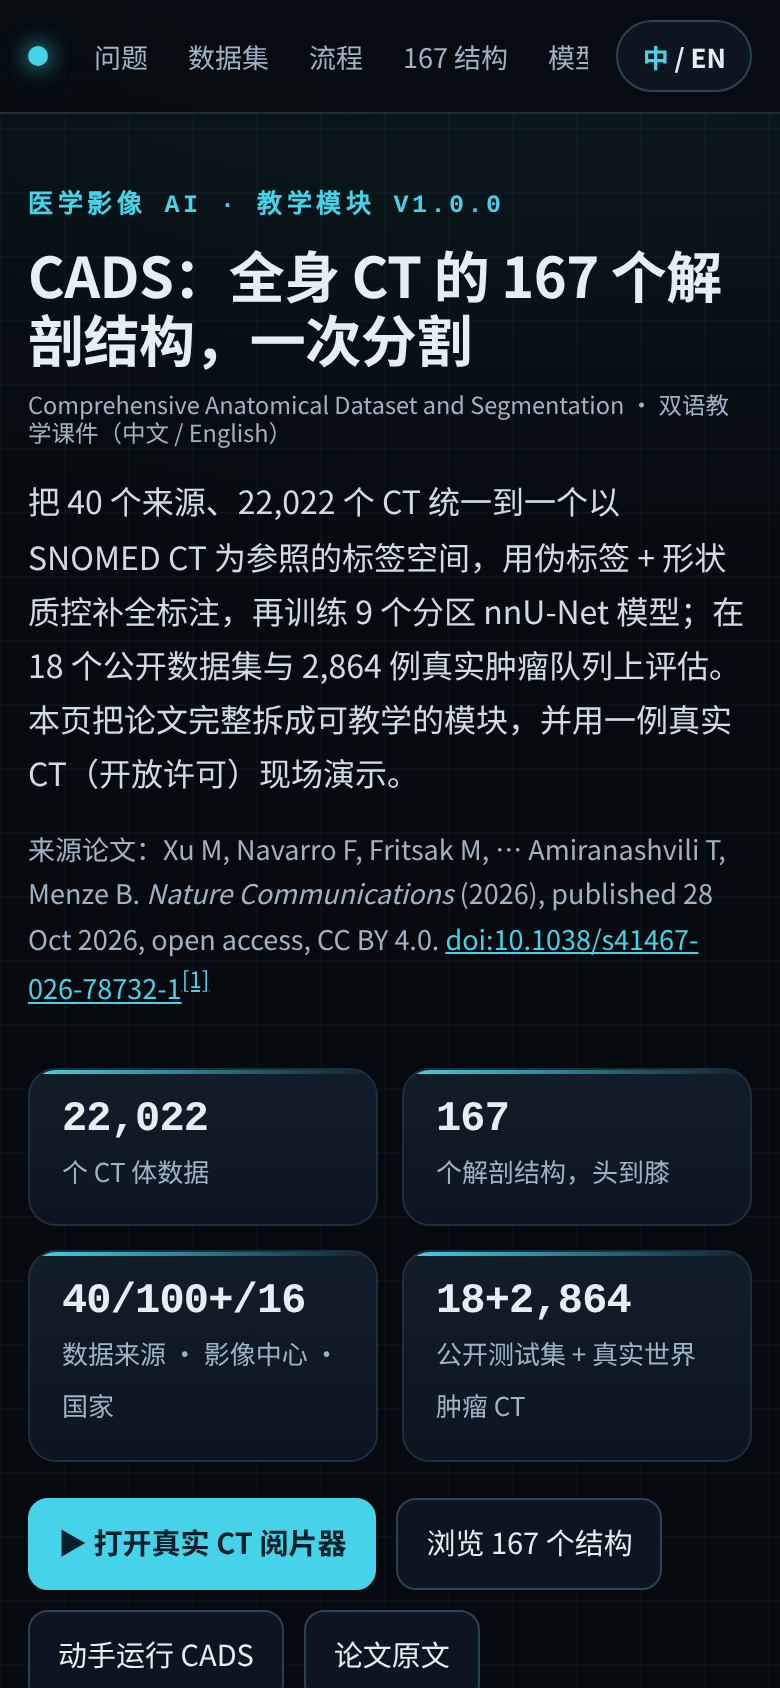 问题 数据集 流程 167 结构 模型 中 / EN
医学影像 AI · 教学模块 V1.0.0
CADS：全身 CT 的 167 个解
剖结构，一次分割
Comprehensive Anatomical Dataset and Segmentation · 双语教
学课件（中文 / English）
把 40 个来源、22,022 个 CT 统一到一个以
SNOMED CT 为参照的标签空间，用伪标签 + 形状
质控补全标注，再训练 9 个分区 nnU-Net 模型；在
18 个公开数据集与 2,864 例真实肿瘤队列上评估。
本页把论文完整拆成可教学的模块，并用一例真实
CT（开放许可）现场演示。
来源论文：Xu M, Navarro F, Fritsak M, … Amiranashvili T,
Menze B. Nature Communications (2026), published 28
Oct 2026, open access, CC BY 4.0. doi:10.1038/s41467-
026-78732-1[1]
22,022
个 CT 体数据
167
个解剖结构，头到膝
40/100+/16
数据来源 · 影像中心 ·
国家
18+2,864
公开测试集 + 真实世界
肿瘤 CT
▶ 打开真实 CT 阅片器
浏览 167 个结构
动手运行 CADS
论文原文